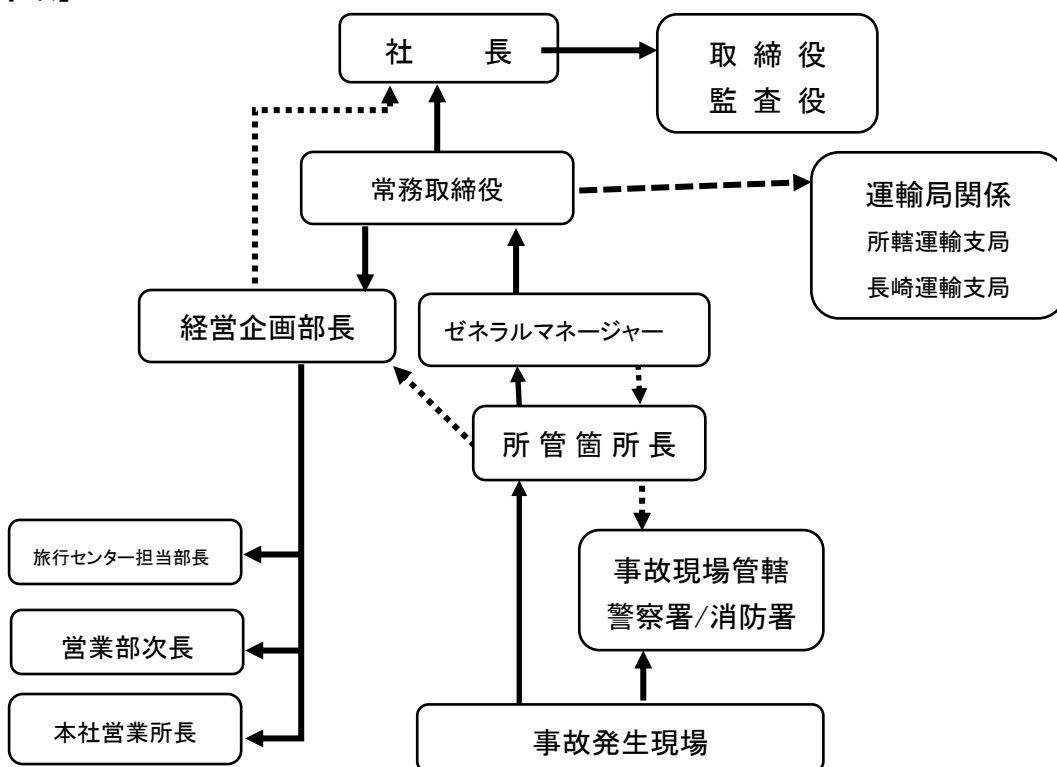 社　　長
取 締 役
監 査 役
常務取締役
運輸局関係
所轄運輸支局
長崎運輸支局
経営企画部長
ゼネラルマネージャー
所 管 箇 所 長
旅行センター担当部長
事故現場管轄
警察署/消防署
営業部次長
本社営業所長
事故発生現場